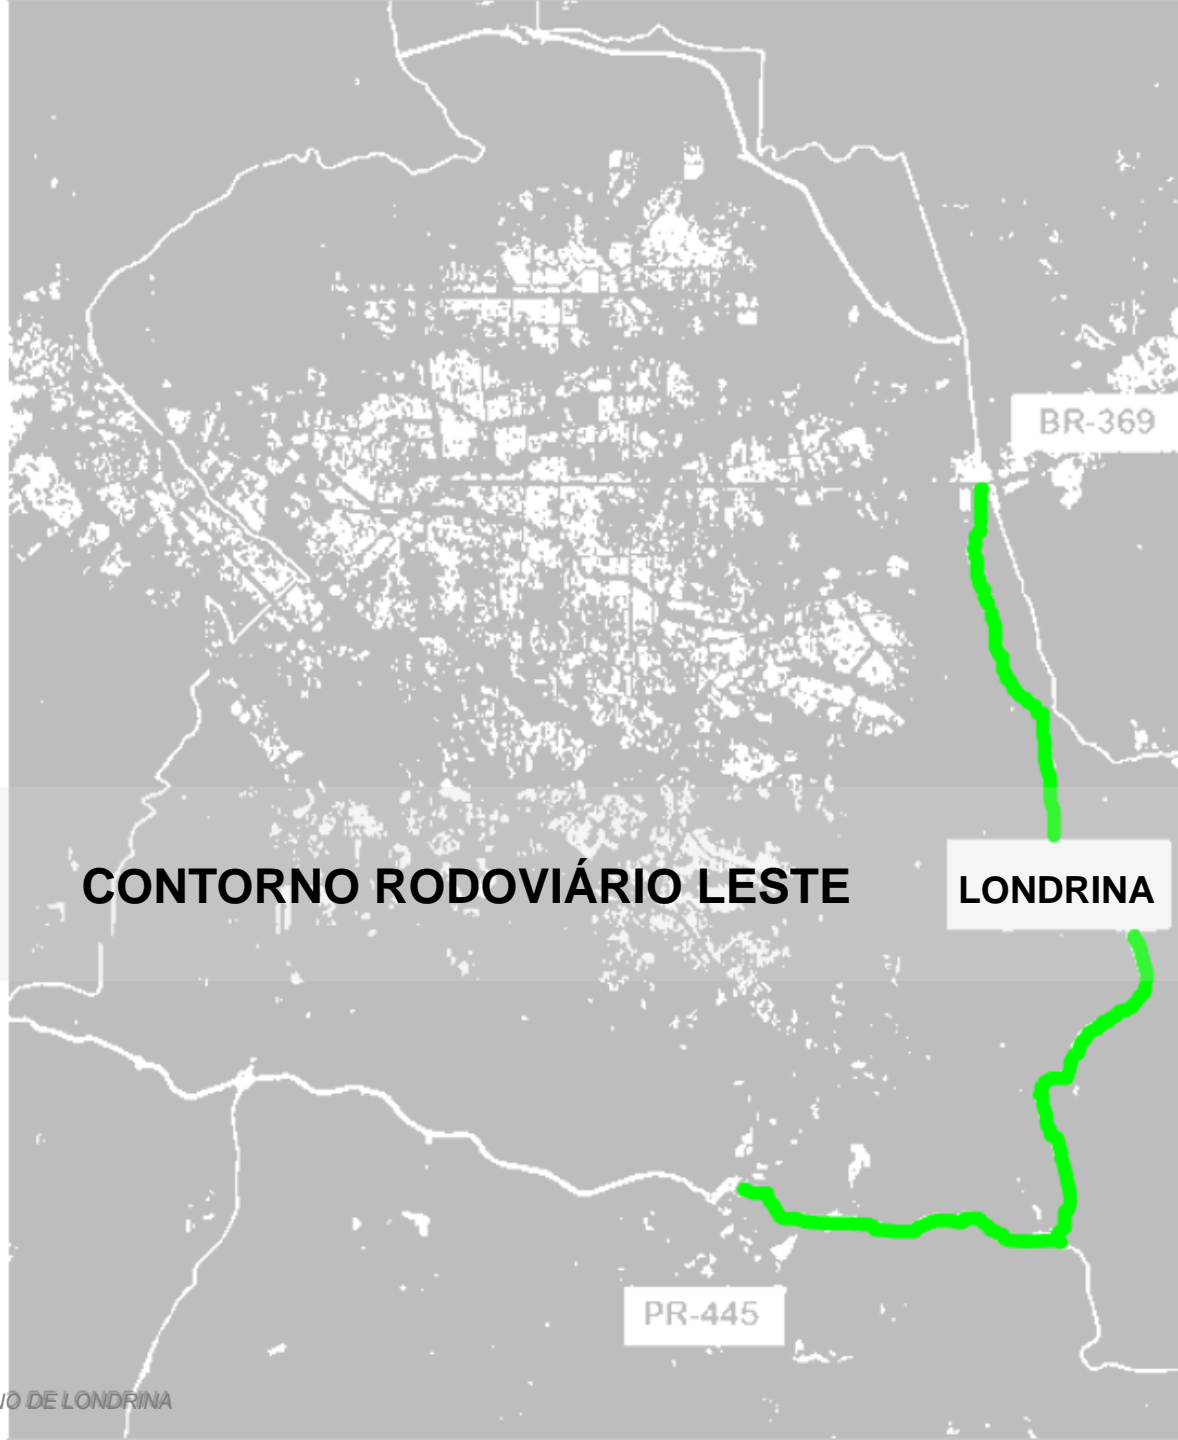 BR-369
CONTORNO RODOVIÁRIO LESTE
LONDRINA
PR-445
DE LONDRINA